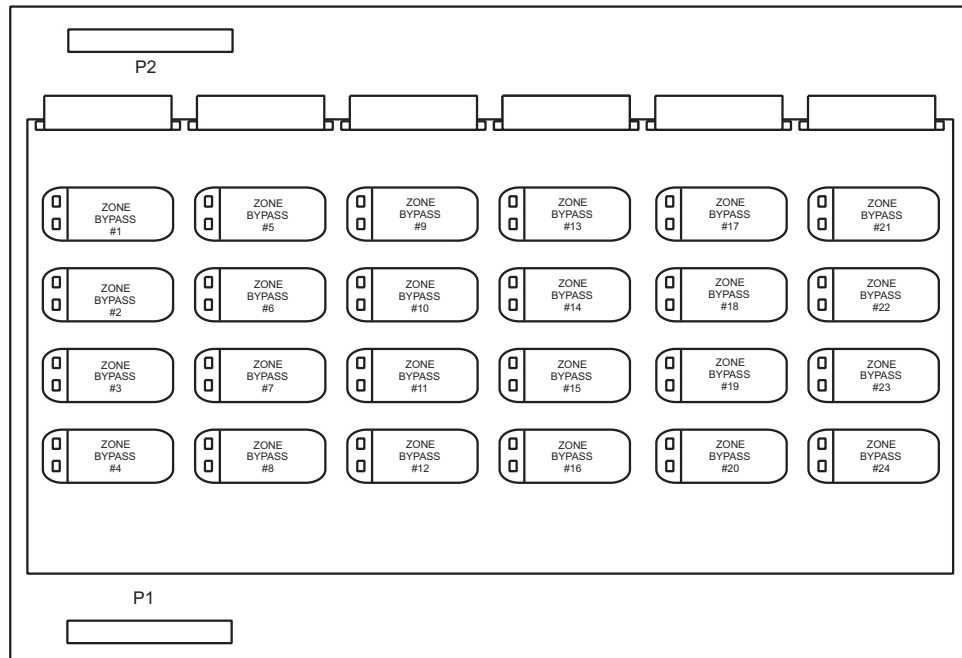 P2
ZONE
BYPASS
#1
ZONE
BYPASS
#5
ZONE
BYPASS
#9
ZONE
BYPASS
#13
ZONE
BYPASS
#17
ZONE
BYPASS
#21
ZONE
BYPASS
#2
ZONE
BYPASS
#6
ZONE
BYPASS
#10
ZONE
BYPASS
#14
ZONE
BYPASS
#18
ZONE
BYPASS
#22
ZONE
BYPASS
#3
ZONE
BYPASS
#7
ZONE
BYPASS
#11
ZONE
BYPASS
#15
ZONE
BYPASS
#19
ZONE
BYPASS
#23
ZONE
BYPASS
#4
ZONE
BYPASS
#8
ZONE
BYPASS
#12
ZONE
BYPASS
#16
ZONE
BYPASS
#20
ZONE
BYPASS
#24
P1